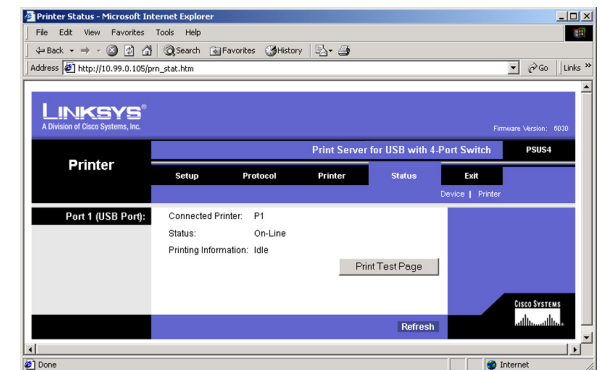 Printer Status - Microsoft Internet Explorer
File Edit View Favorites Tools Help
Back Search Favorites History
Address http://10.99.0.105/prn_stat.htm Go Links »
LINKSYS®
A Division of Cisco Systems, Inc.
Firmware Version: 6030
Print Server for USB with 4-Port Switch PSUS4
Printer
Setup Protocol Printer Status Exit
Device | Printer
Port 1 (USB Port): Connected Printer: P1
Status: On-Line
Printing Information: Idle
Print Test Page
CISCO SYSTEMS
Refresh
Done Internet